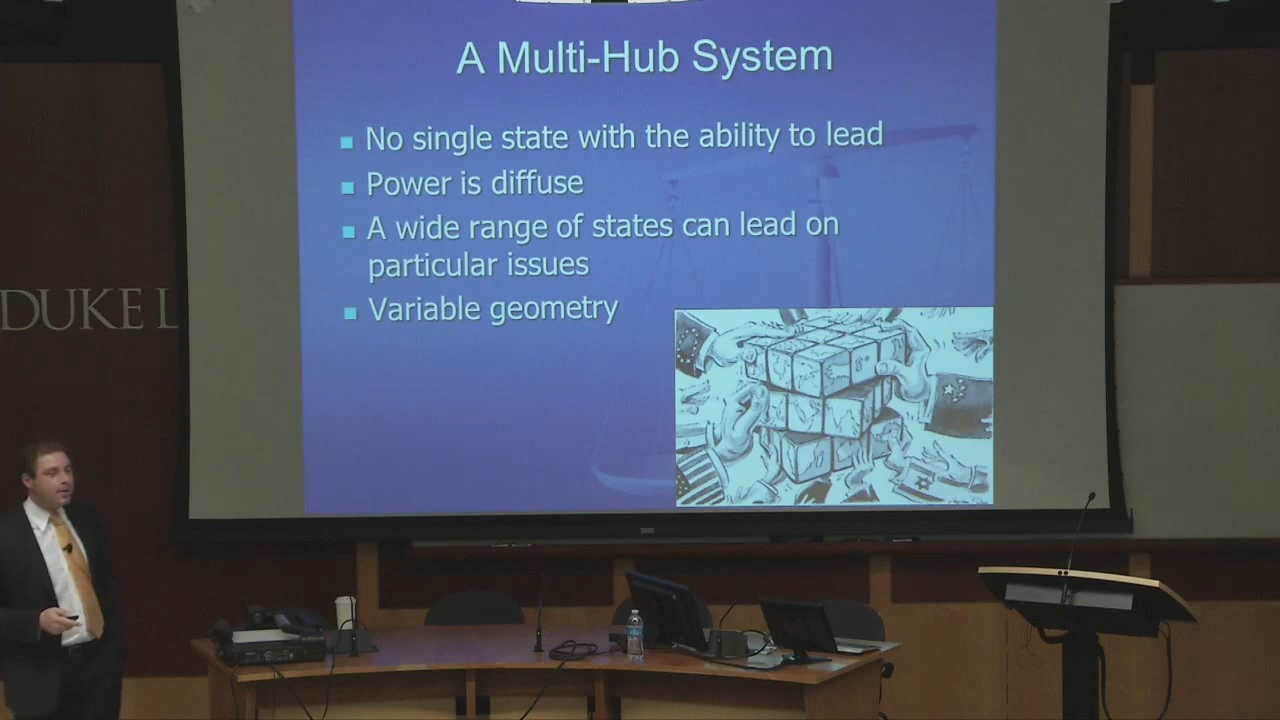 A Multi-Hub System
No single state with the ability to lead
Power is diffuse
A wide range of states can lead on
particular issues
Variable geometry
DUKE L